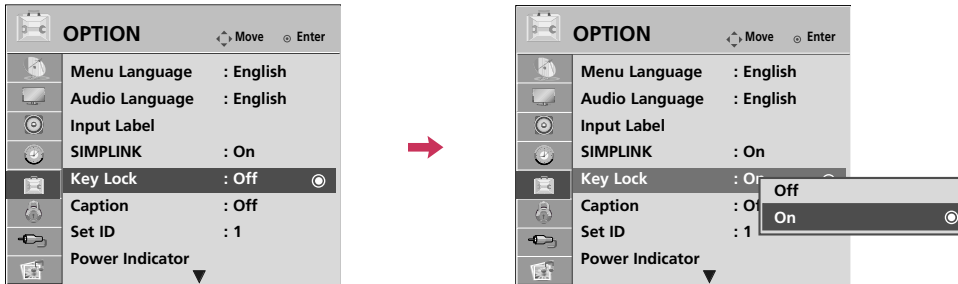 OPTION Move Enter
Menu Language : English
Audio Language : English
Input Label
SIMPLINK : On
Key Lock : Off
Caption : Off
Set ID : 1
Power Indicator
OPTION Move Enter
Menu Language : English
Audio Language : English
Input Label
SIMPLINK : On
Key Lock : On
Caption : Of
Set ID : 1
Power Indicator
Off
On